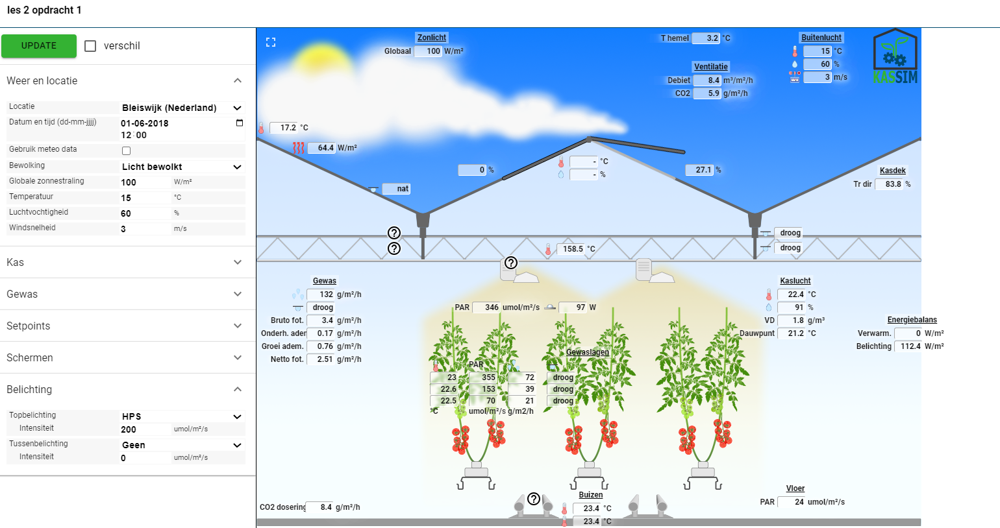 les 2 opdracht 1
UPDATE
verschil
Weer en locatie
Locatie Bleiswijk (Nederland)
Datum en tijd (dd-mm-jjjj) 01-06-2018
12:00
Gebruik meteo data
Bewolking Licht bewolkt
Globale zonnestraling 100 W/m²
Temperatuur 15 °C
Luchtvochtigheid 60 %
Windsnelheid 3 m/s
Kas
Gewas
Setpoints
Schermen
Belichting
Topbelichting HPS
Intensiteit 200 umol/m²/s
Tussenbelichting Geen
Intensiteit 0 umol/m²/s
Zonlicht
Globaal 100 W/m²
T hemel 3.2 °C
Ventilatie
Debiet 8.4 m³/m²/h
CO2 5.9 g/m²/h
Buitenlucht
15 °C
60 %
3 m/s
KASSIM
17.2 °C
64.4 W/m²
0 %
- °C
- %
27.1 %
Kasdek
Tr dir 83.8 %
nat
?
?
droog
droog
158.5 °C
?
Gewas
132 g/m²/h
droog
Bruto fot. 3.4 g/m²/h
Onderh. adem 0.17 g/m²/h
Groei adem. 0.76 g/m²/h
Netto fot. 2.51 g/m²/h
PAR 346 umol/m²/s 97 W
Kaslucht
22.4 °C
91 %
VD 1.8 g/m³
Dauwpunt 21.2 °C
Energiebalans
Verwarm. 0 W/m²
Belichting 112.4 W/m²
Gewaslagen
PAR
23 355 72 droog
22.6 153 39 droog
22.5 70 21 droog
°C umol/m²/s g/m2/h
CO2 dosering 8.4 g/m²/h
?
Buizen
23.4 °C
23.4 °C
Vloer
PAR 24 umol/m²/s